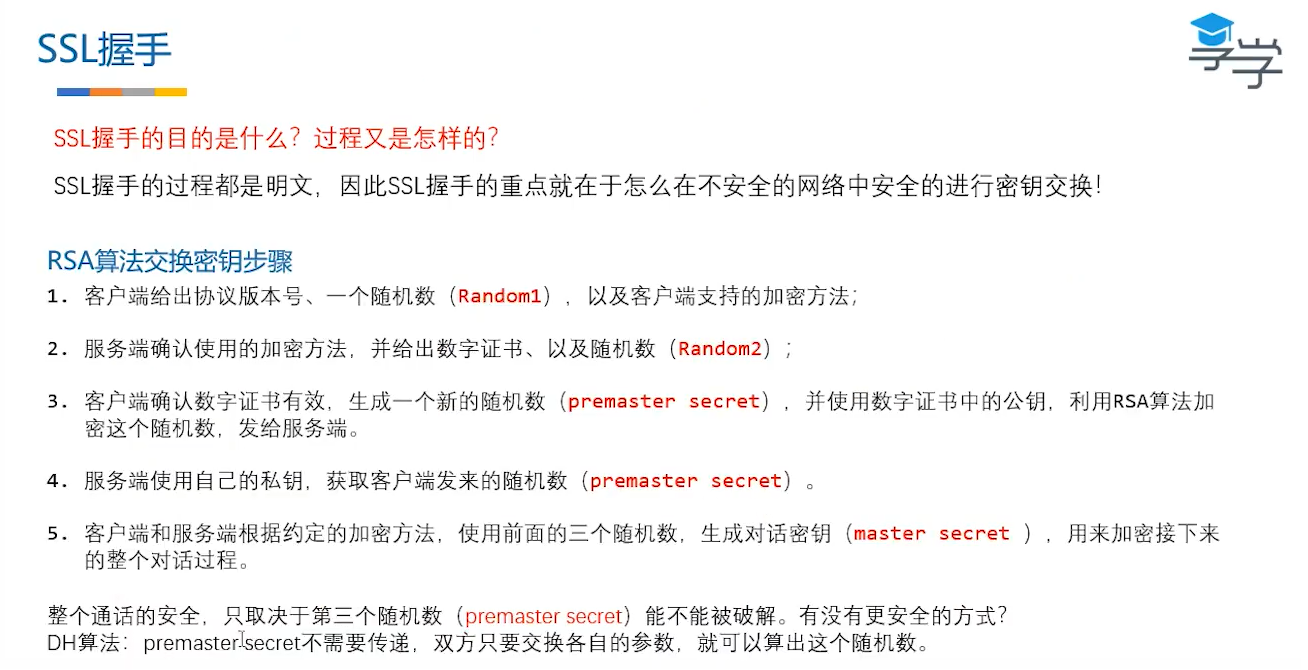 SSL握手
享学
SSL握手的目的是什么？过程又是怎样的？
SSL握手的过程都是明文，因此SSL握手的重点就在于怎么在不安全的网络中安全的进行密钥交换！
RSA算法交换密钥步骤
1. 客户端给出协议版本号、一个随机数（Random1），以及客户端支持的加密方法；
2. 服务端确认使用的加密方法，并给出数字证书、以及随机数（Random2）；
3. 客户端确认数字证书有效，生成一个新的随机数（premaster secret），并使用数字证书中的公钥，利用RSA算法加
密这个随机数，发给服务端。
4. 服务端使用自己的私钥，获取客户端发来的随机数（premaster secret）。
5. 客户端和服务端根据约定的加密方法，使用前面的三个随机数，生成对话密钥（master secret ），用来加密接下来
的整个对话过程。
整个通话的安全，只取决于第三个随机数（premaster secret）能不能被破解。有没有更安全的方式？
DH算法：premaster secret不需要传递，双方只要交换各自的参数，就可以算出这个随机数。